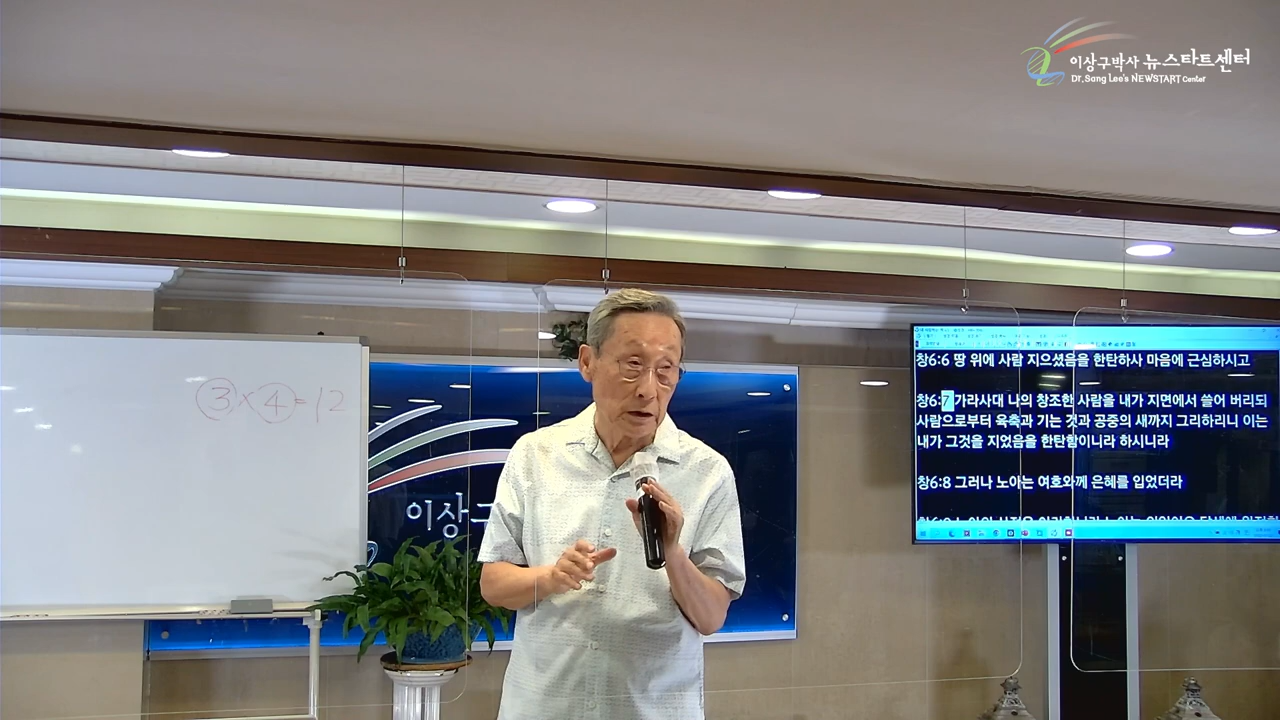 이상구박사 뉴스타트센터
Dr. Sang Lee's NEWSTART Center
3 x 4 = 12
이상구
창6:6 땅 위에 사람 지으셨음을 한탄하사 마음에 근심하시고
창6:7 가라사대 나의 창조한 사람을 내가 지면에서 쓸어 버리되
사람으로부터 육축과 기는 것과 공중의 새까지 그리하리니 이는
내가 그것을 지었음을 한탄함이니라 하시니라
창6:8 그러나 노아는 여호와께 은혜를 입었더라